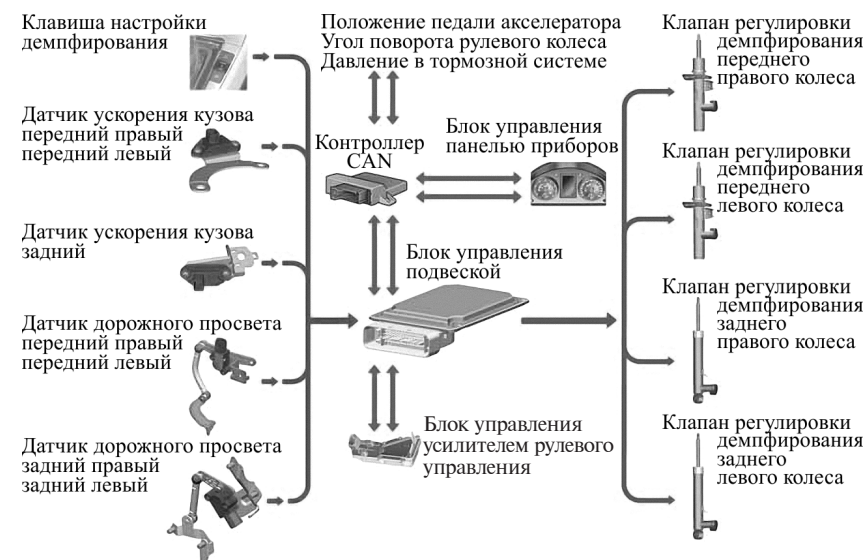 Клавиша настройки
демпфирования
Датчик ускорения кузова
передний правый
передний левый
Датчик ускорения кузова
задний
Датчик дорожного просвета
передний правый
передний левый
Датчик дорожного просвета
задний правый
задний левый
Положение педали акселератора
Угол поворота рулевого колеса
Давление в тормозной системе
Контроллер
CAN
Блок управления
панелью приборов
Блок управления
подвеской
Блок управления
усилителем рулевого
управления
Клапан регулировки
демпфирования
переднего
правого колеса
Клапан регулировки
демпфирования
переднего
левого колеса
Клапан регулировки
демпфирования
заднего
правого колеса
Клапан регулировки
демпфирования
заднего
левого колеса